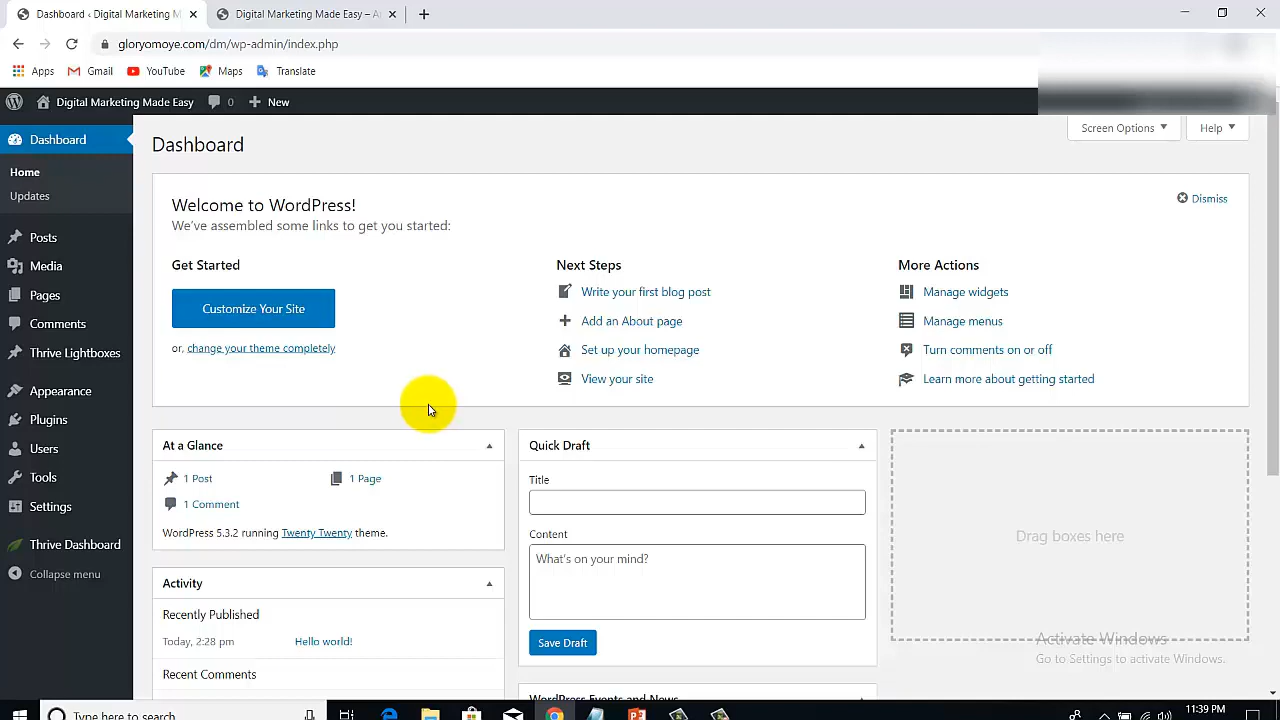 Dashboard ‹ Digital Marketing M
Digital Marketing Made Easy – A
gloryomoye.com/dm/wp-admin/index.php
Apps Gmail YouTube Maps Translate
Digital Marketing Made Easy 0 New
Screen Options Help
Dashboard
Home
Updates
Posts
Media
Pages
Comments
Thrive Lightboxes
Appearance
Plugins
Users
Tools
Settings
Thrive Dashboard
Collapse menu
Dashboard
Welcome to WordPress!
We've assembled some links to get you started:
Dismiss
Get Started
Customize Your Site
or, change your theme completely
Next Steps
Write your first blog post
Add an About page
Set up your homepage
View your site
More Actions
Manage widgets
Manage menus
Turn comments on or off
Learn more about getting started
At a Glance
1 Post 1 Page
1 Comment
WordPress 5.3.2 running Twenty Twenty theme.
Activity
Recently Published
Today, 2:28 pm Hello world!
Recent Comments
Quick Draft
Title
Content
What's on your mind?
Save Draft
WordPress Events and News
Drag boxes here
Activate Windows
Go to Settings to activate Windows.
Type here to search
11:39 PM